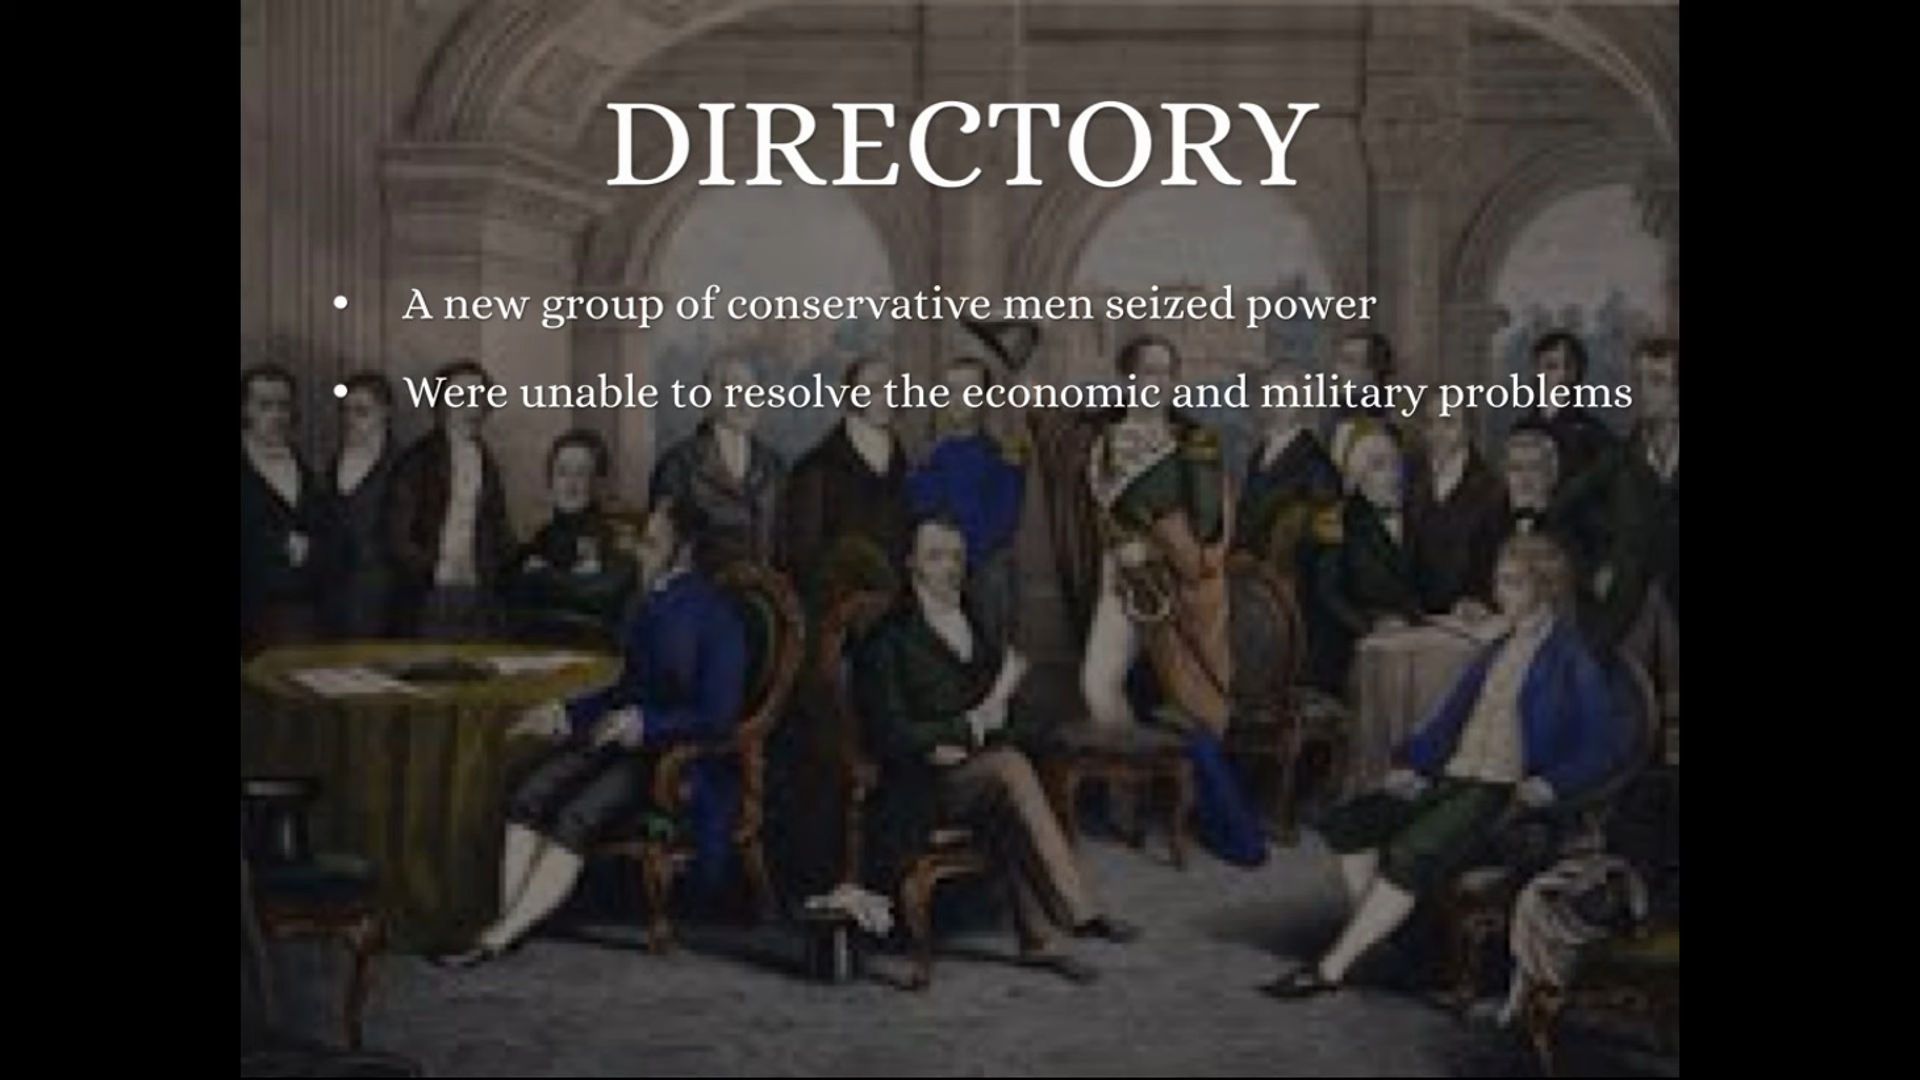 DIRECTORY
• A new group of conservative men seized power
• Were unable to resolve the economic and military problems